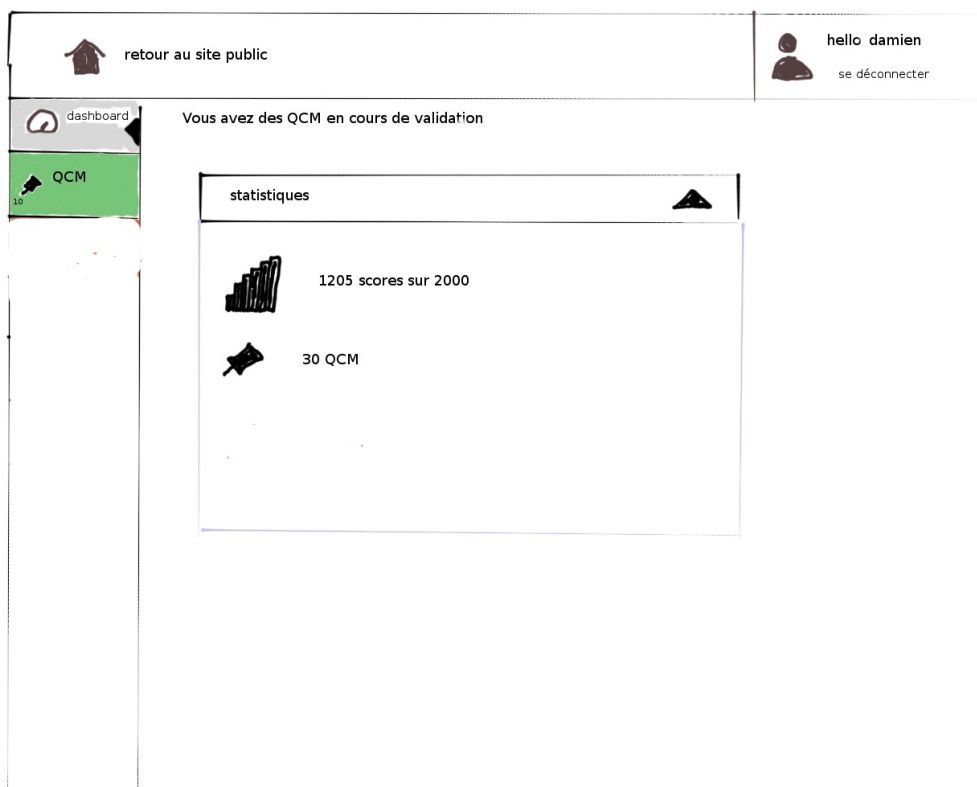 retour au site public
hello damien
se déconnecter
dashboard
Vous avez des QCM en cours de validation
QCM
10
statistiques
1205 scores sur 2000
30 QCM